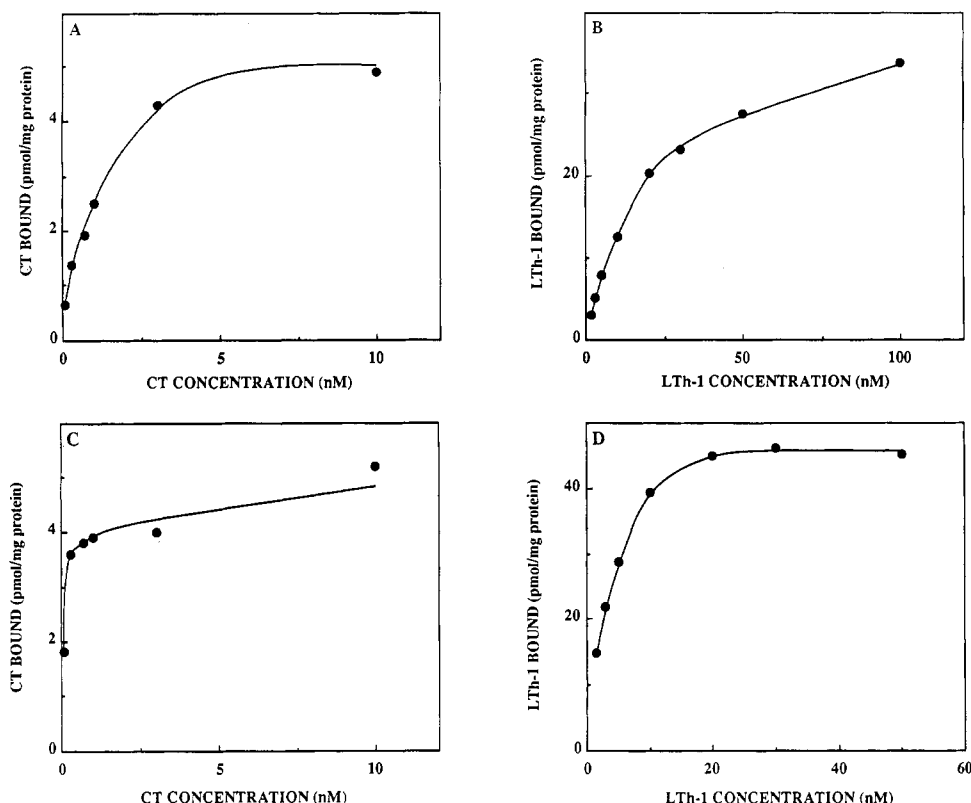 A
CT BOUND (pmol/mg protein)
4
2
0
0
5
10
CT CONCENTRATION (nM)
B
LTh-1 BOUND (pmol/mg protein)
20
0
0
50
100
LTh-1 CONCENTRATION (nM)
C
CT BOUND (pmol/mg protein)
4
2
0
0
5
10
CT CONCENTRATION (nM)
D
LTh-1 BOUND (pmol/mg protein)
40
20
0
0
20
40
60
LTh-1 CONCENTRATION (nM)